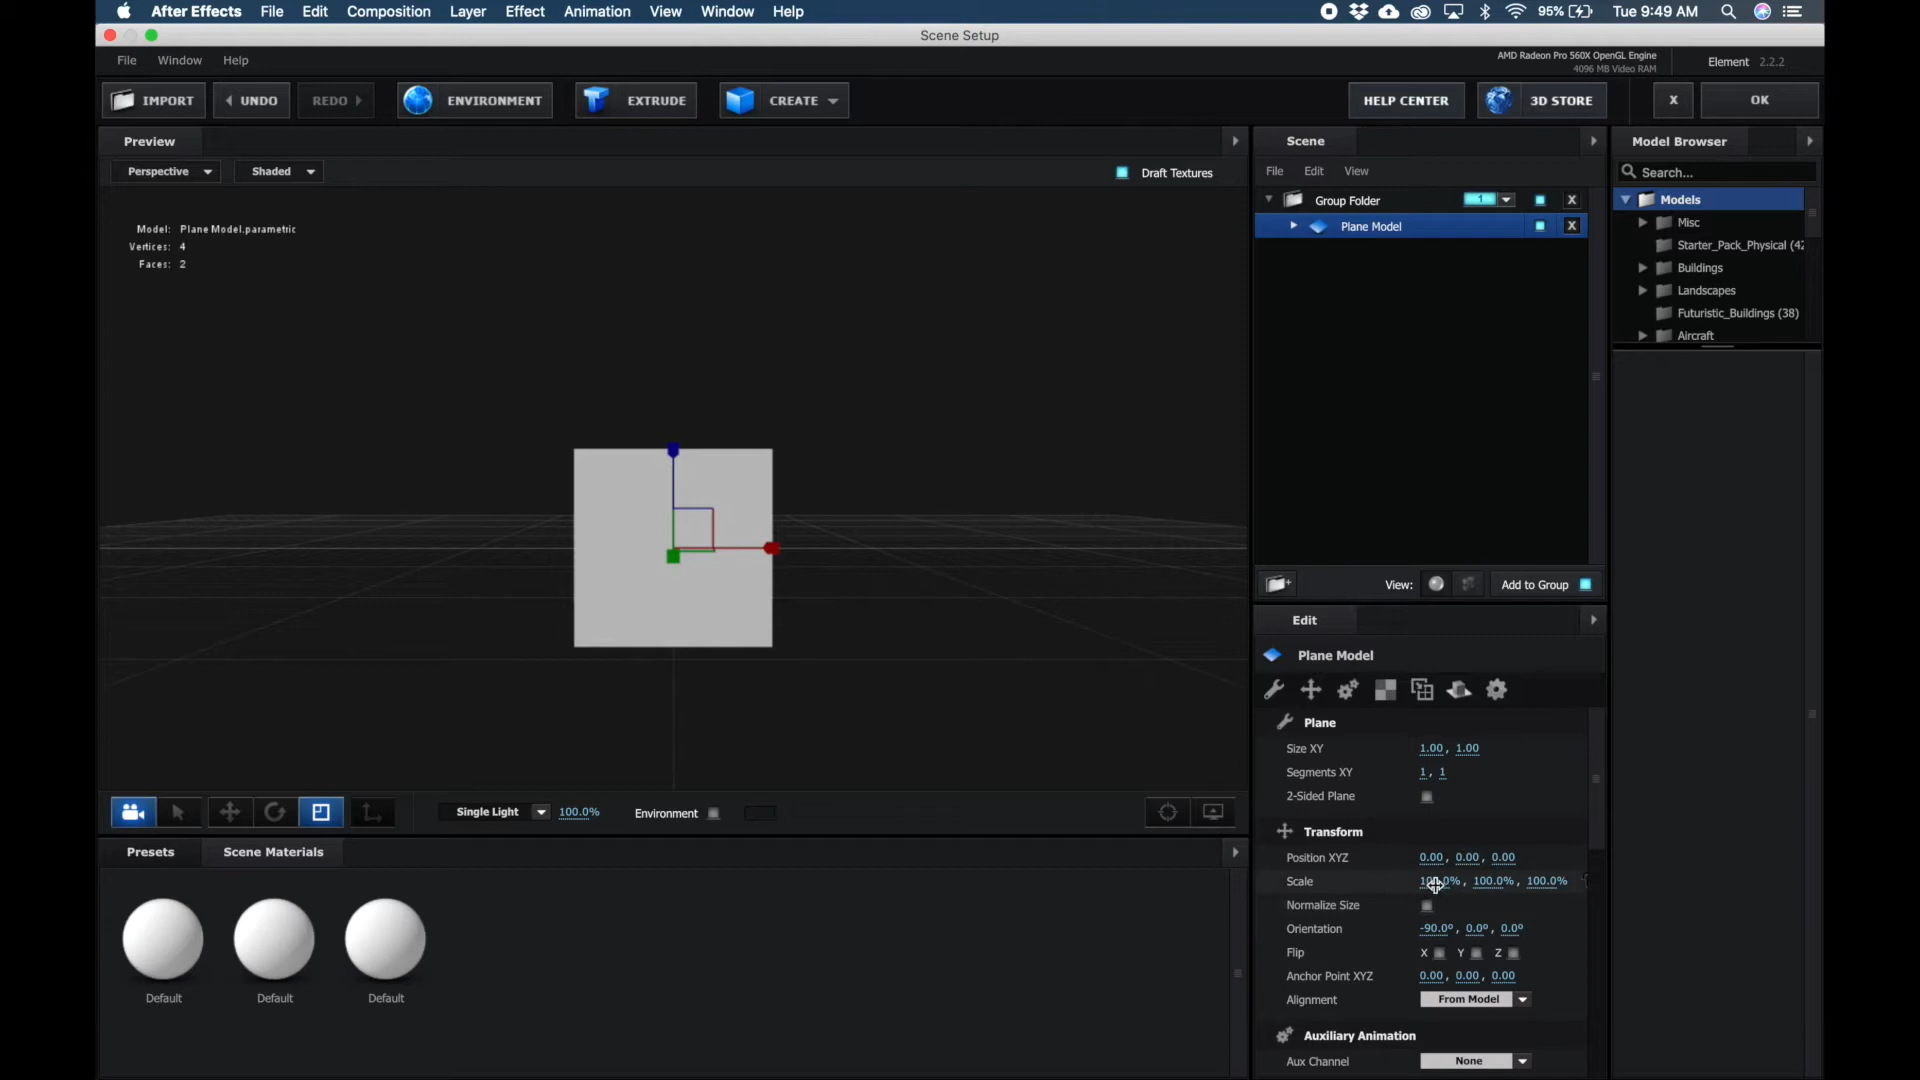 After Effects File Edit Composition Layer Effect Animation View Window Help 95% Tue 9:49 AM
Scene Setup
File Window Help
AMD Radeon Pro 560X OpenGL Engine
4096 MB Video RAM
Element 2.2.2
IMPORT UNDO REDO ENVIRONMENT EXTRUDE CREATE HELP CENTER 3D STORE X OK
Preview
Perspective Shaded Draft Textures
Model: Plane Model.parametric
Vertices: 4
Faces: 2
Single Light 100.0% Environment
Presets Scene Materials
Default Default Default
Scene
File Edit View
Group Folder 1 X
Plane Model X
View: Add to Group
Edit
Plane Model
Plane
Size XY 1.00, 1.00
Segments XY 1, 1
2-Sided Plane
Transform
Position XYZ 0.00, 0.00, 0.00
Scale 100.0%, 100.0%, 100.0%
Normalize Size
Orientation -90.0°, 0.0°, 0.0°
Flip X Y Z
Anchor Point XYZ 0.00, 0.00, 0.00
Alignment From Model
Auxiliary Animation
Aux Channel None
Model Browser
Search...
Models
Misc
Starter_Pack_Physical (42
Buildings
Landscapes
Futuristic_Buildings (38)
Aircraft